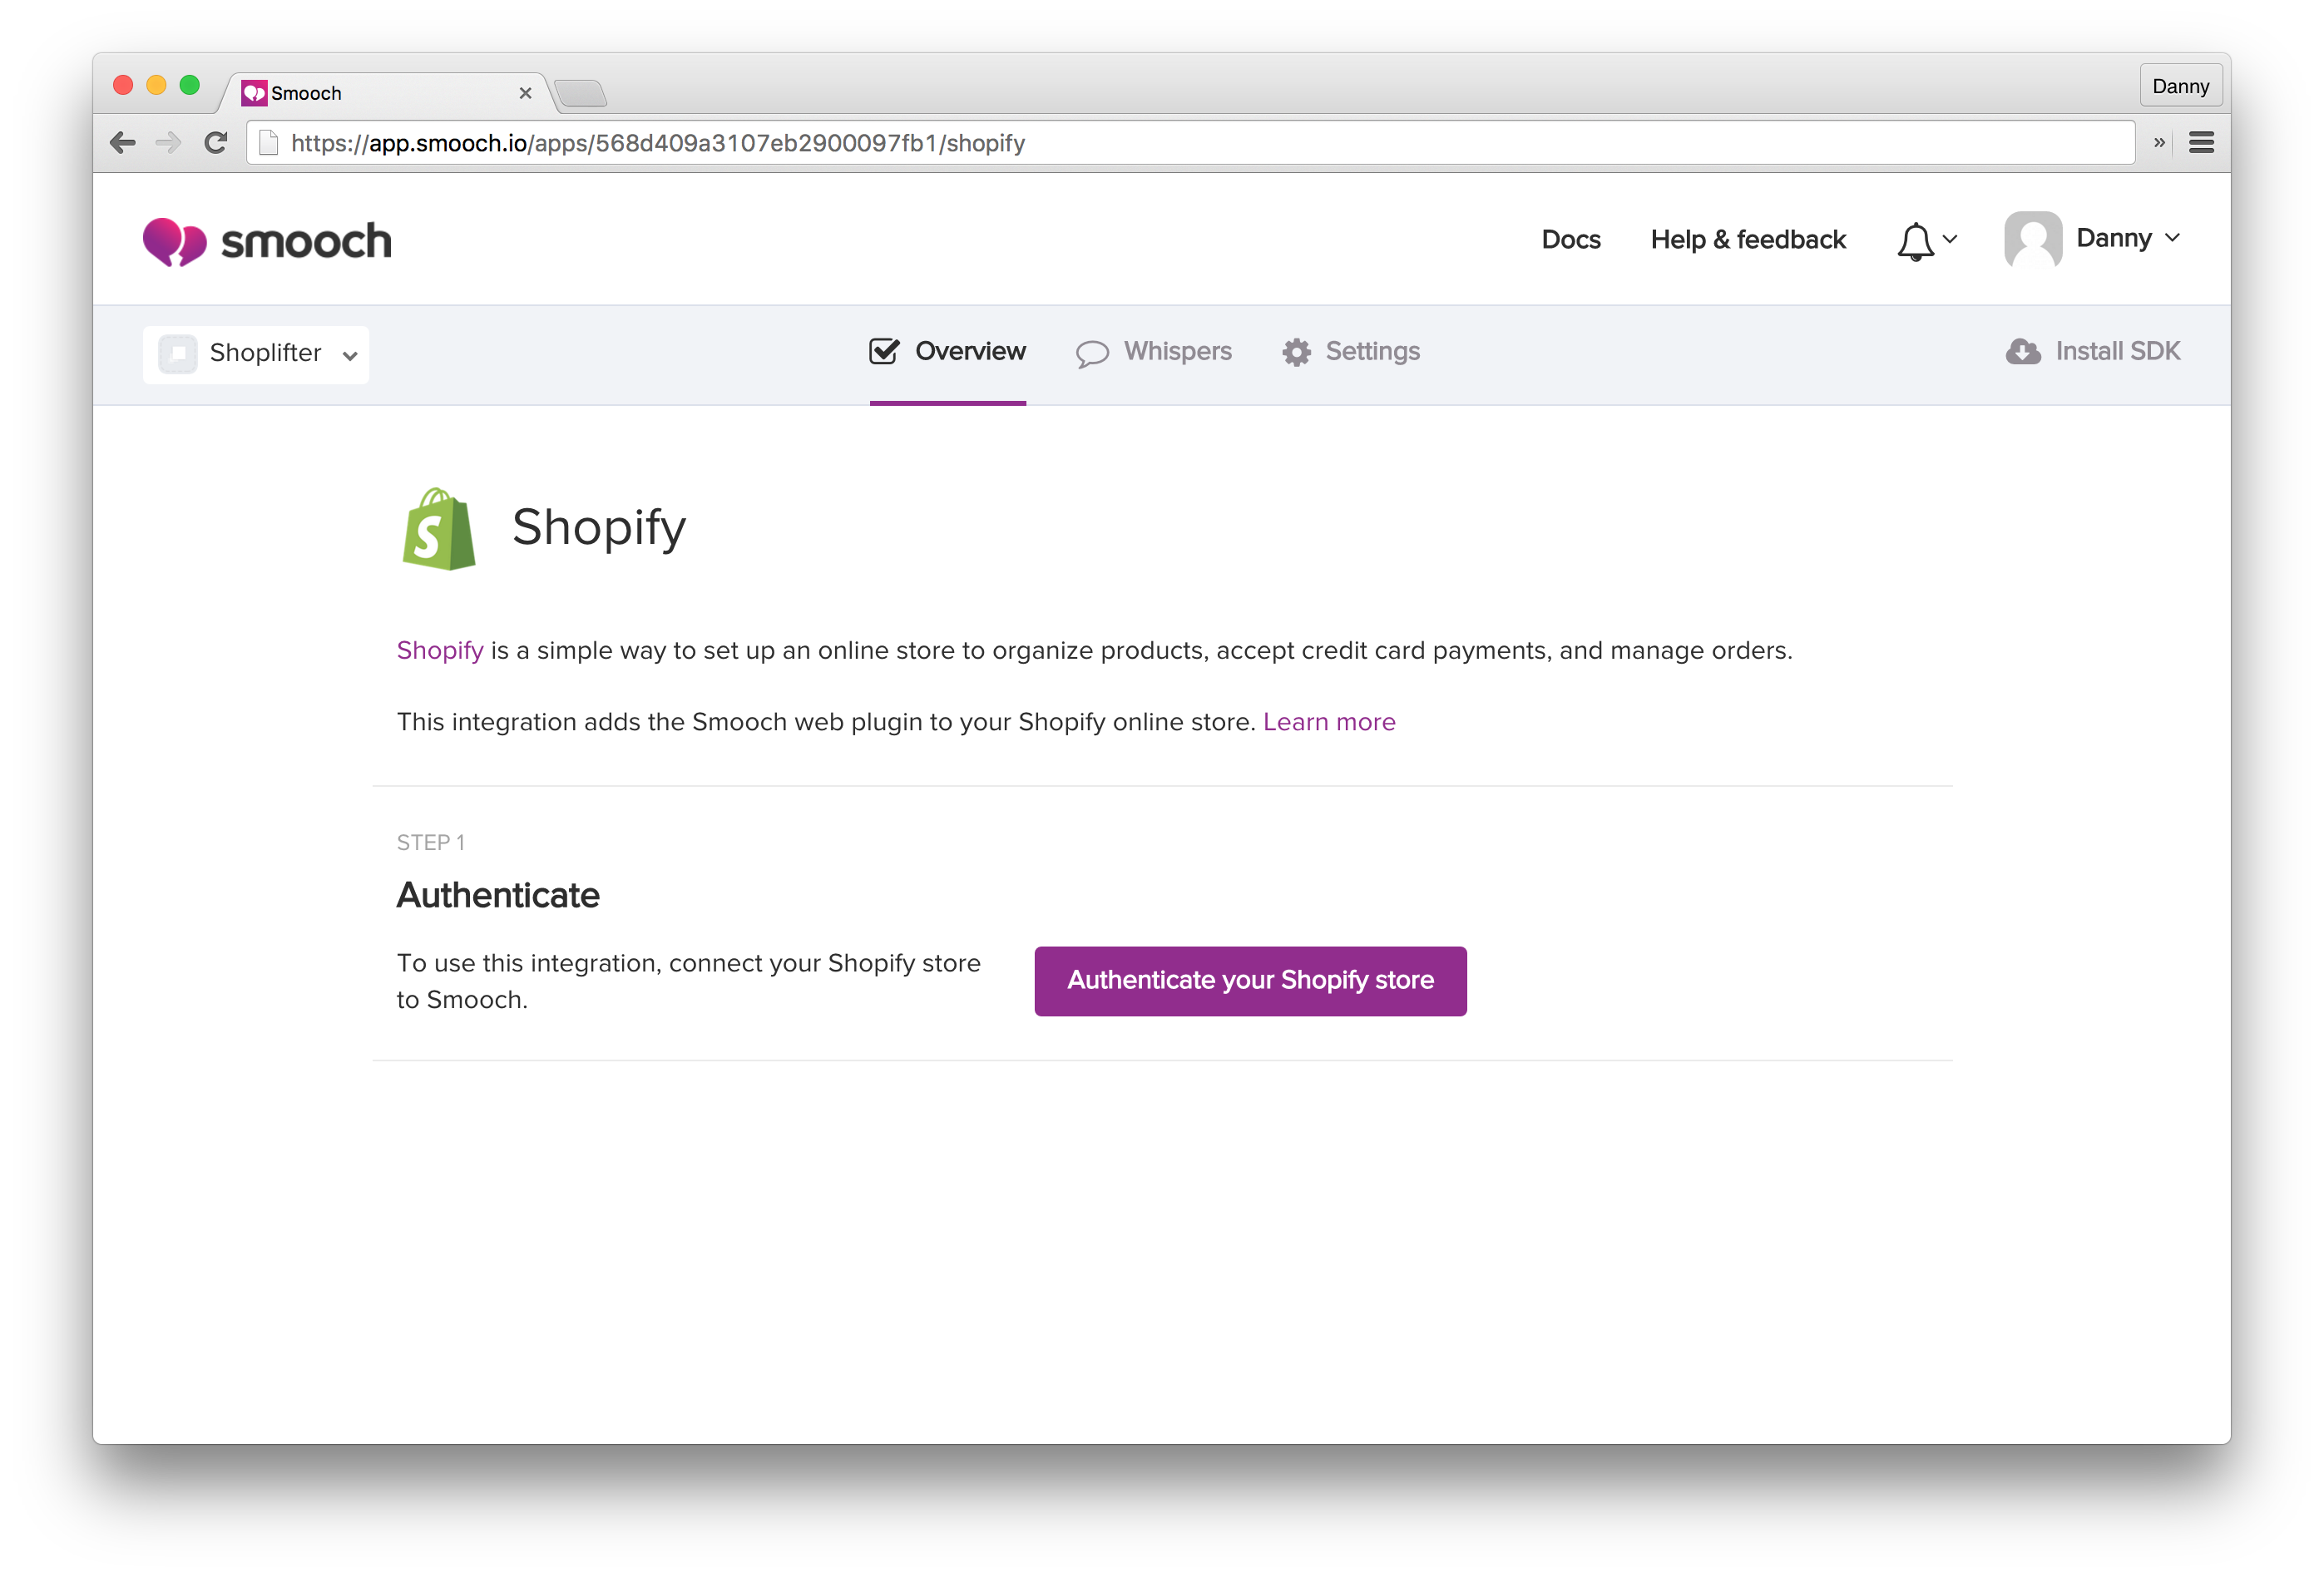 Smooch
Danny
https://app.smooch.io/apps/568d409a3107eb2900097fb1/shopify
smooch
Docs
Help & feedback
Danny
Shoplifter
Overview
Whispers
Settings
Install SDK
Shopify
Shopify is a simple way to set up an online store to organize products, accept credit card payments, and manage orders.
This integration adds the Smooch web plugin to your Shopify online store. Learn more
STEP 1
Authenticate
To use this integration, connect your Shopify store
to Smooch.
Authenticate your Shopify store